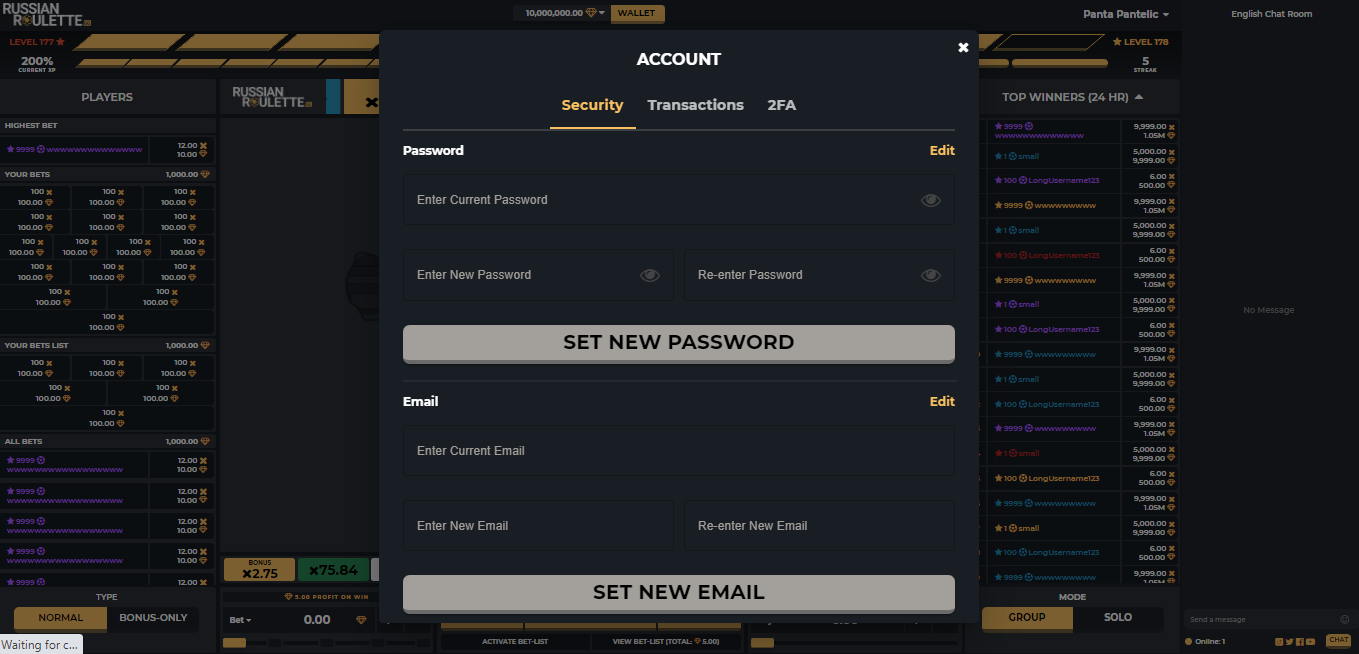 RUSSIAN
ROULETTE
10,000,000.00
WALLET
Panta Pantelic
English Chat Room
LEVEL 177
LEVEL 178
200%
CURRENT XP
5
STREAK
PLAYERS
HIGHEST BET
9999 wwwwwwwwwwwwwww
12.00
10.00
YOUR BETS 1,000.00
100 100 100
100.00 100.00 100.00
100 100 100
100.00 100.00 100.00
100 100 100 100
100.00 100.00 100.00 100.00
100 100 100
100.00 100.00 100.00
100 100
100.00 100.00
100
100.00
YOUR BETS LIST 1,000.00
100 100 100
100.00 100.00 100.00
100 100
100.00 100.00
100
100.00
ALL BETS 1,000.00
9999 12.00
wwwwwwwwwwwwwwwwww 10.00
9999 12.00
wwwwwwwwwwwwwwwwww 10.00
9999 12.00
wwwwwwwwwwwwwwwwww 10.00
9999 12.00
wwwwwwwwwwwwwwwwww 10.00
9999 12.00
TYPE
NORMAL BONUS-ONLY
Waiting for c...
RUSSIAN
ROULETTE
ACCOUNT
Security Transactions 2FA
Password Edit
Enter Current Password
Enter New Password Re-enter Password
SET NEW PASSWORD
Email Edit
Enter Current Email
Enter New Email Re-enter New Email
SET NEW EMAIL
BONUS
×2.75
×75.84
5.00 PROFIT ON WIN
Bet 0.00
ACTIVATE BET-LIST VIEW BET-LIST (TOTAL: 5.00)
TOP WINNERS (24 HR)
9999 9,999.00
wwwwwwwwwwwwww 1.05M
1 small 5,000.00
9,999.00
100 LongUsername123 6.00
500.00
9999 wwwwwwwwww 9,999.00
1.05M
1 small 5,000.00
9,999.00
100 LongUsername123 6.00
500.00
9999 wwwwwwwwww 9,999.00
1.05M
1 small 5,000.00
9,999.00
100 LongUsername123 6.00
500.00
9999 wwwwwwwwww 9,999.00
1.05M
1 small 5,000.00
9,999.00
100 LongUsername123 6.00
500.00
9999 wwwwwwwwww 9,999.00
1.05M
1 small 5,000.00
9,999.00
100 LongUsername123 6.00
500.00
9999 wwwwwwwwww 9,999.00
1.05M
1 small 5,000.00
9,999.00
100 LongUsername123 6.00
500.00
9999 wwwwwwwwww 9,999.00
1.05M
MODE
GROUP SOLO
No Message
Send a message
Online: 1
CHAT